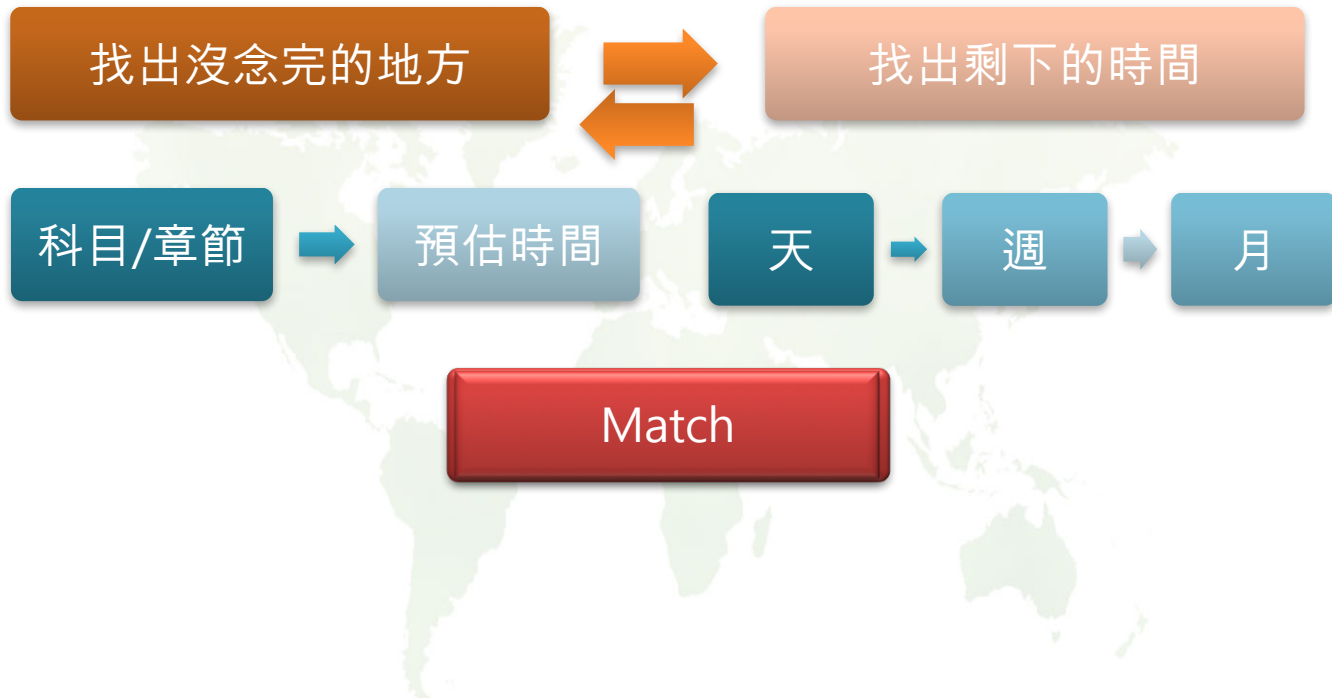 找出沒念完的地方
找出剩下的時間
科目/章節
預估時間
天
週
月
Match